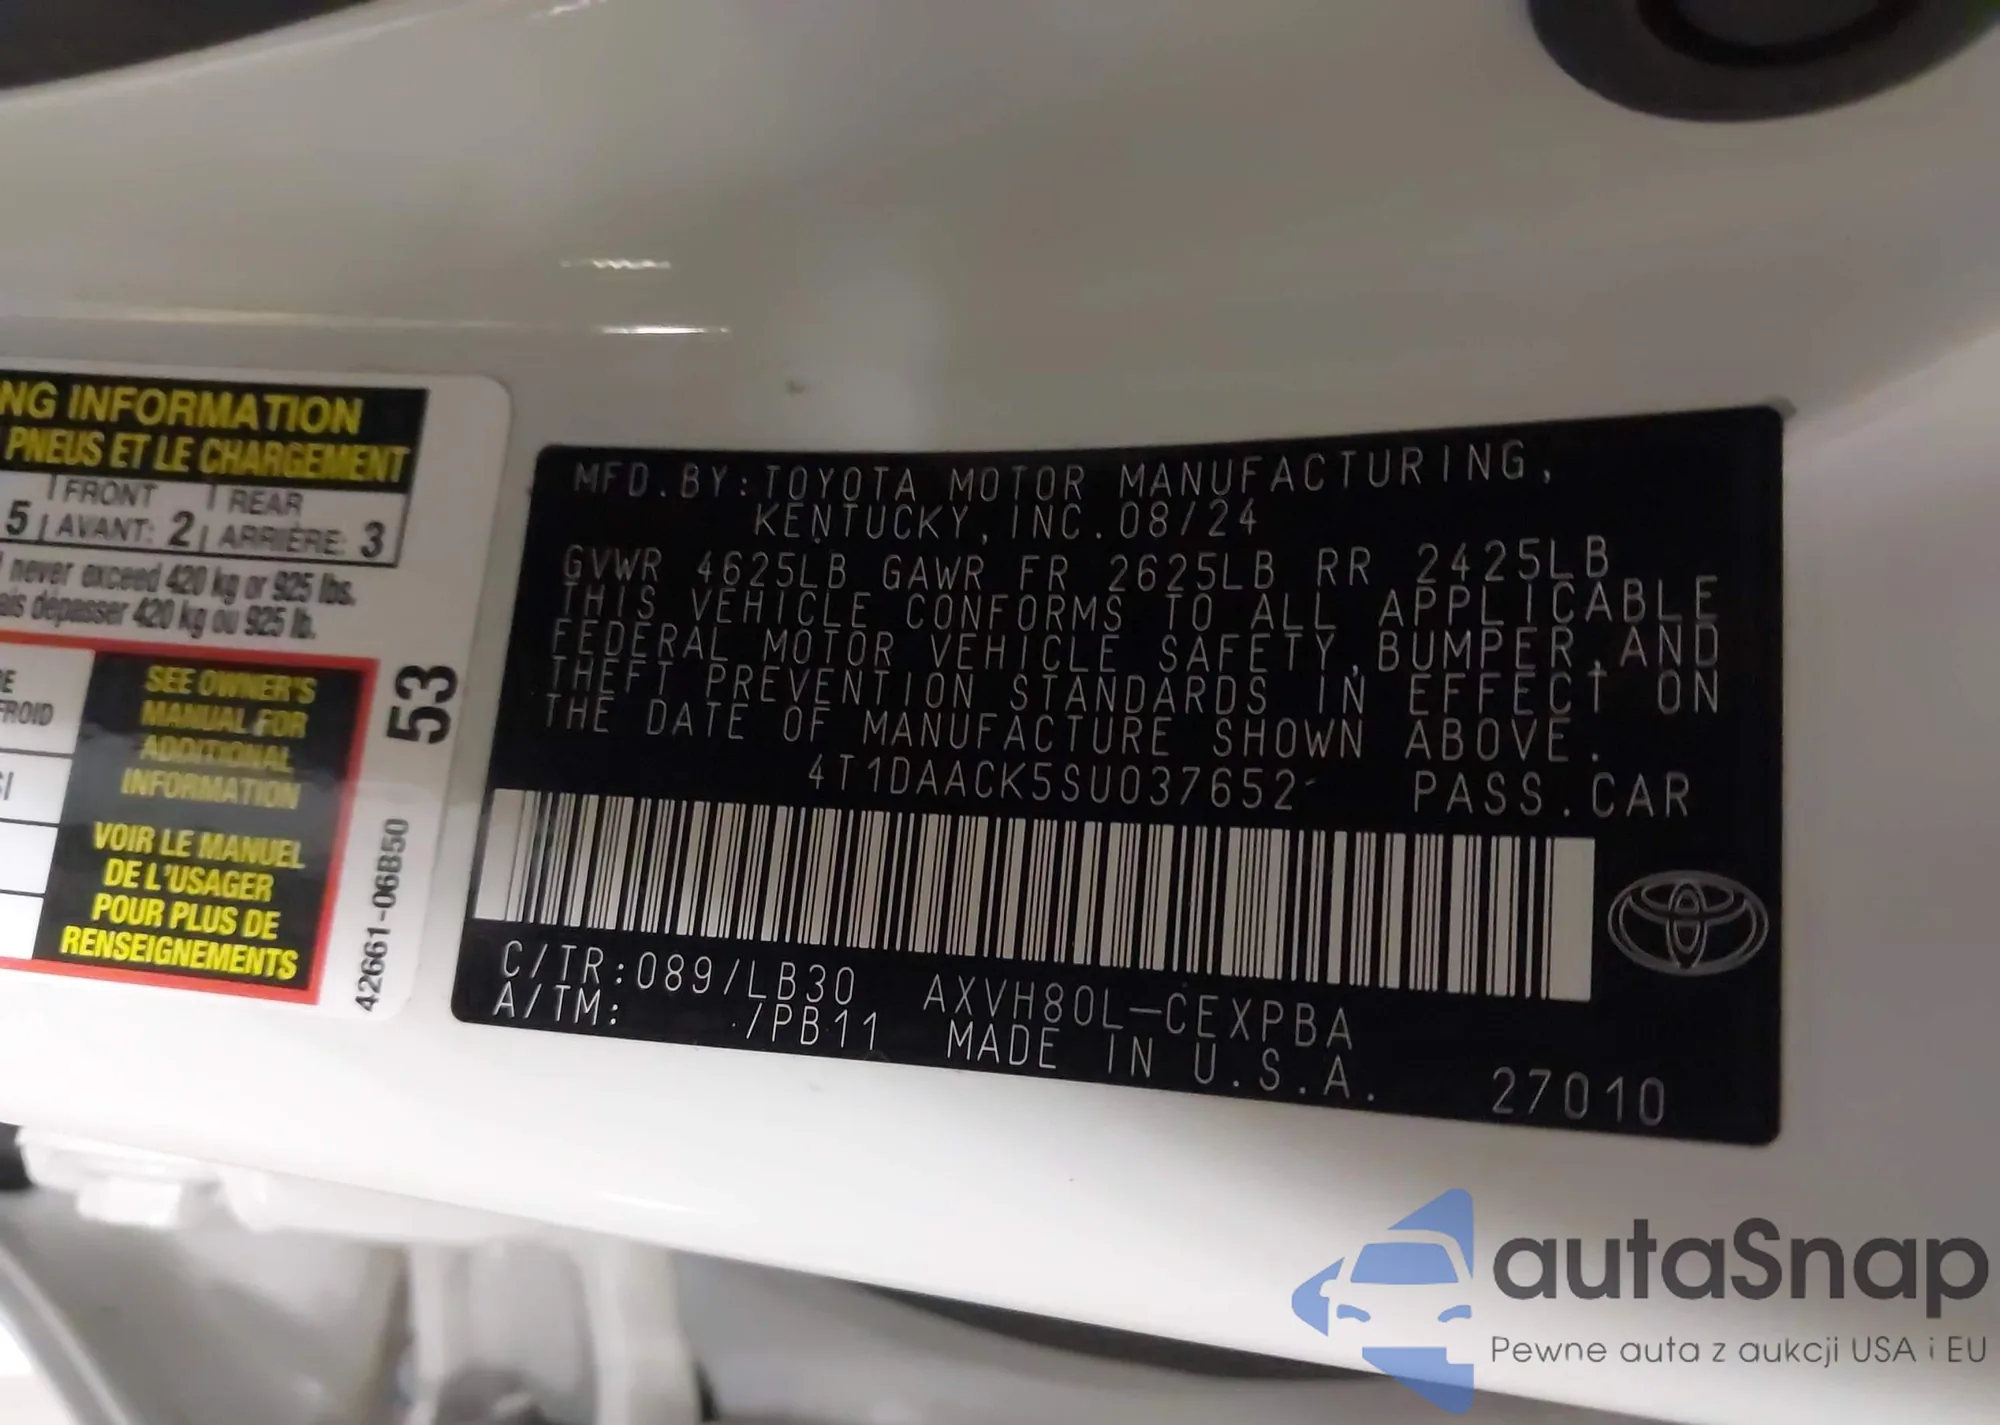 NG INFORMATION
PNEUS ET LE CHARGEMENT
FRONT REAR
5 AVANT: 2 ARRIÈRE: 3
never exceed 420 kg or 925 lbs.
dépasser 420 kg ou 925 lb.
FROID
SEE OWNER'S
MANUAL FOR
ADDITIONAL
INFORMATION
VOIR LE MANUEL
DE L'USAGER
POUR PLUS DE
RENSEIGNEMENTS
53
42661-06B50
MFD.BY:TOYOTA MOTOR MANUFACTURING,
KENTUCKY,INC.08/24
GVWR 4625LB GAWR FR 2625LB RR 2425LB
THIS VEHICLE CONFORMS TO ALL APPLICABLE
FEDERAL MOTOR VEHICLE SAFETY,BUMPER,AND
THEFT PREVENTION STANDARDS IN EFFECT ON
THE DATE OF MANUFACTURE SHOWN ABOVE.
4T1DAACK5SU037652 PASS.CAR
C/TR:089/LB30 AXVH80L-CEXPBA
A/TM: /PB11 MADE IN U.S.A. 27010
autaSnap
Pewne auta z aukcji USA i EU